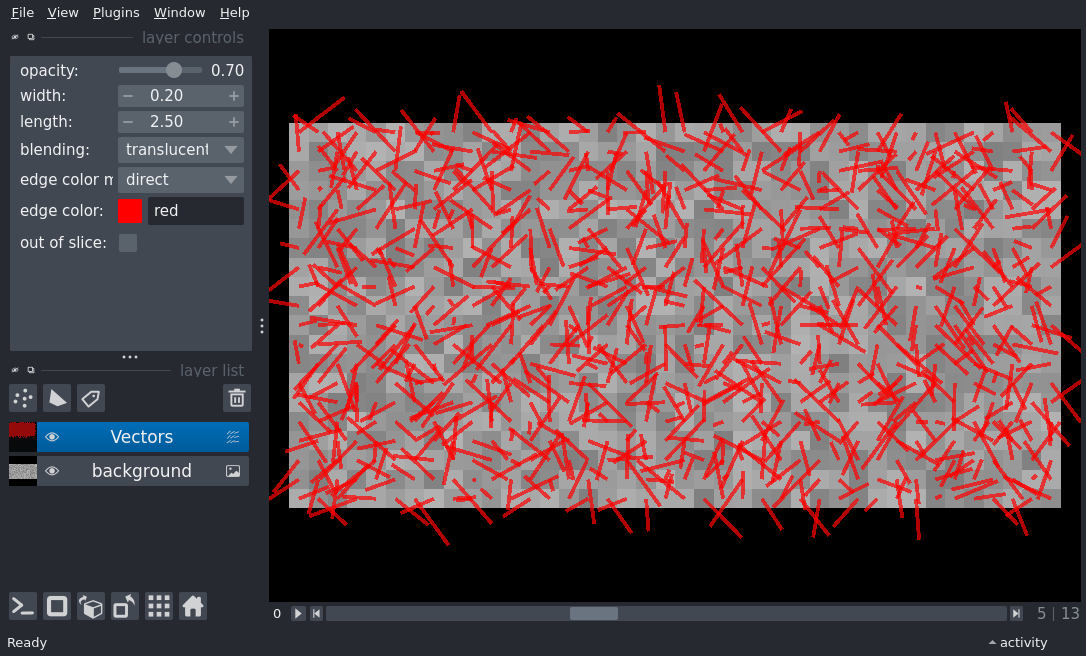 File View Plugins Window Help
layer controls
opacity: 0.70
width: − 0.20 +
length: − 2.50 +
blending: translucent
edge color m direct
edge color: red
out of slice:
layer list
Vectors
background
0 5 | 13
Ready activity